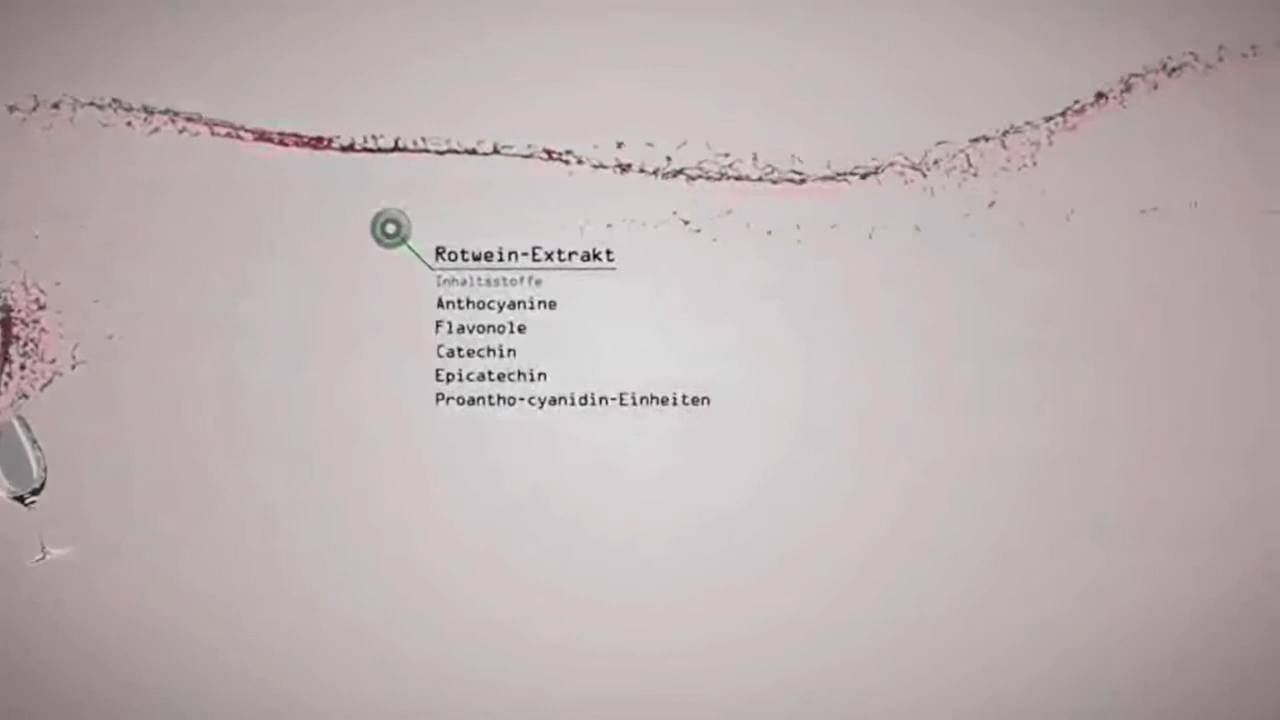 Rotwein-Extrakt
Inhaltsstoffe
Anthocyanine
Flavonole
Catechin
Epicatechin
Proantho-cyanidin-Einheiten